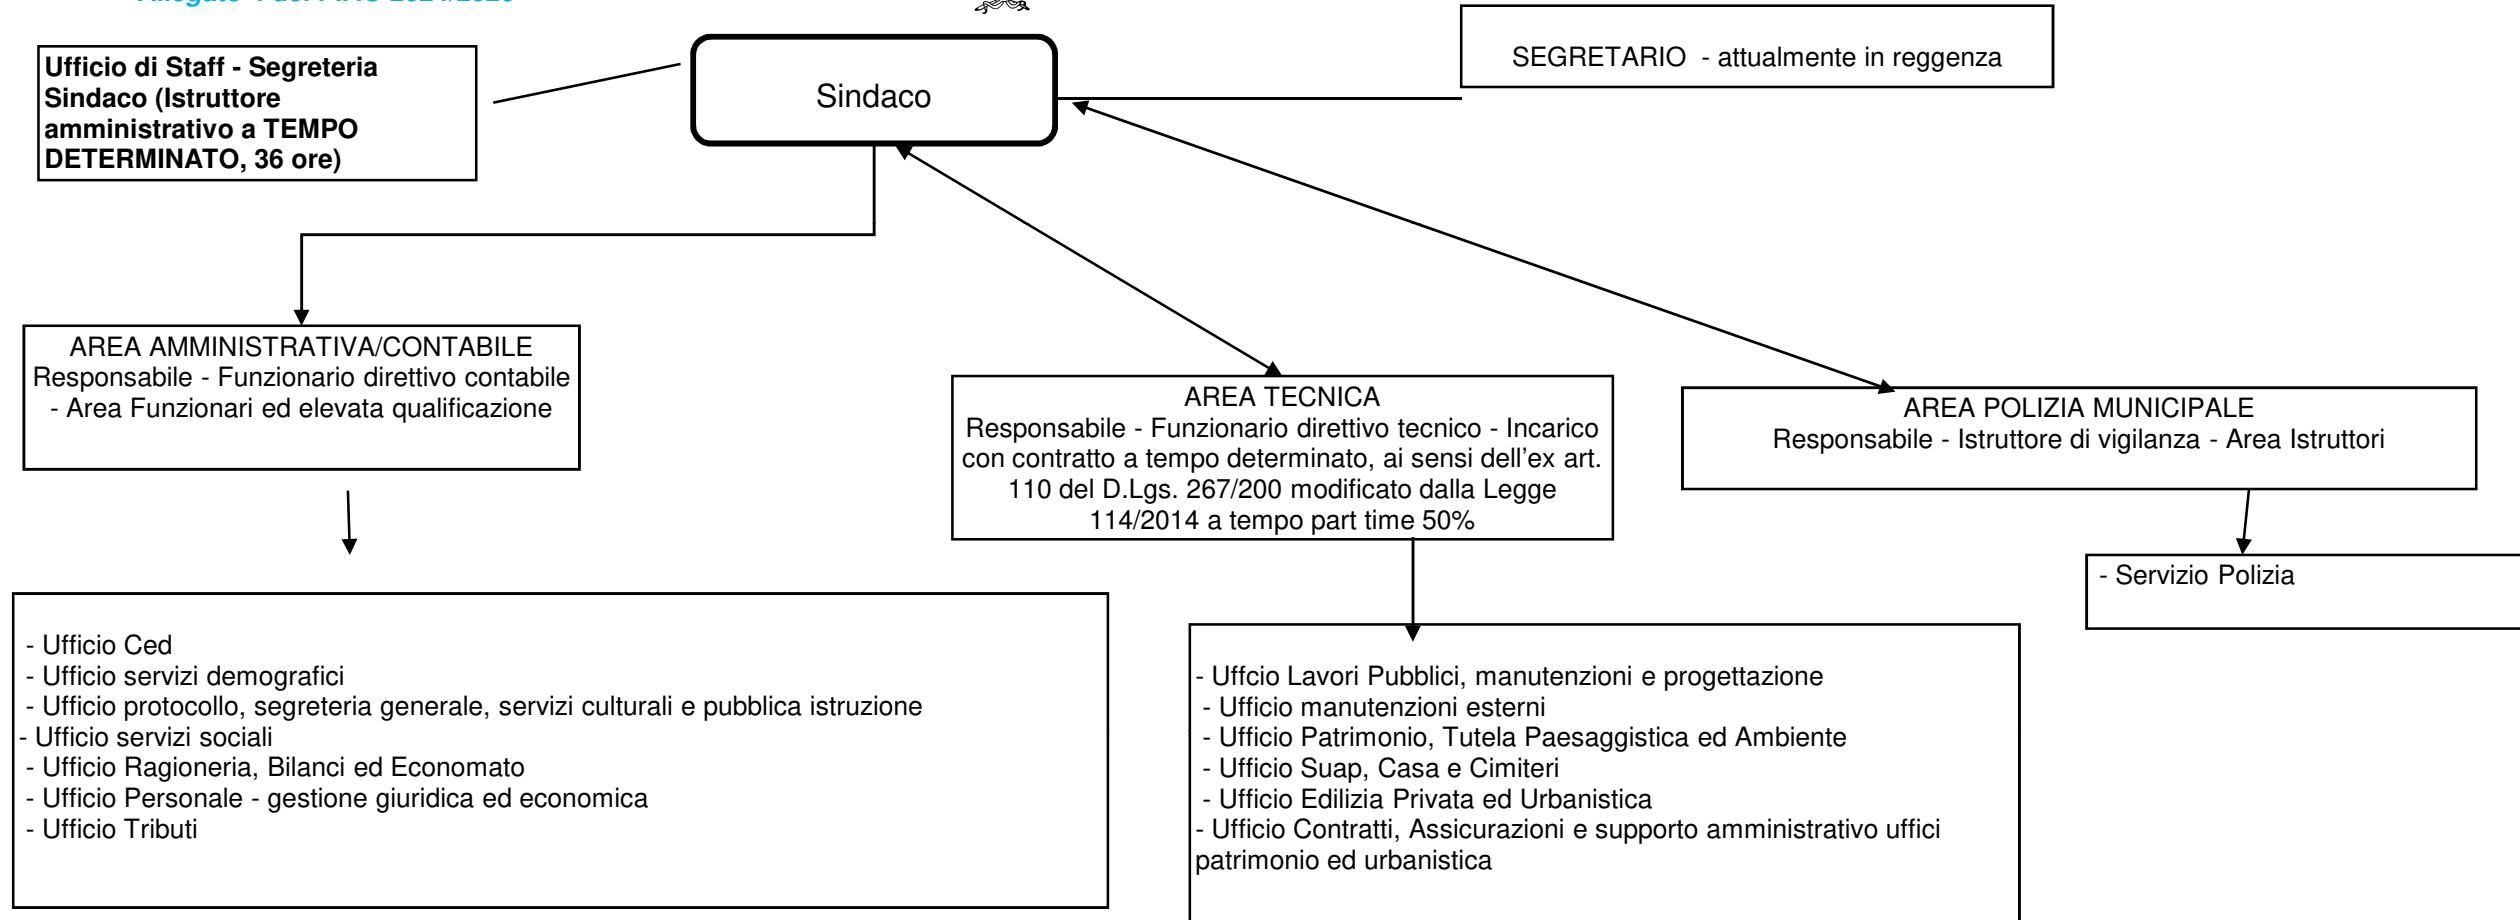 Ufficio di Staff - Segreteria
Sindaco (Istruttore
amministrativo a TEMPO
DETERMINATO, 36 ore)
Sindaco
SEGRETARIO - attualmente in reggenza
AREA AMMINISTRATIVA/CONTABILE
Responsabile - Funzionario direttivo contabile
- Area Funzionari ed elevata qualificazione
AREA TECNICA
Responsabile - Funzionario direttivo tecnico - Incarico
con contratto a tempo determinato, ai sensi dell'ex art.
110 del D.Lgs. 267/200 modificato dalla Legge
114/2014 a tempo part time 50%
AREA POLIZIA MUNICIPALE
Responsabile - Istruttore di vigilanza - Area Istruttori
- Servizio Polizia
- Ufficio Ced
- Ufficio servizi demografici
- Ufficio protocollo, segreteria generale, servizi culturali e pubblica istruzione
- Ufficio servizi sociali
- Ufficio Ragioneria, Bilanci ed Economato
- Ufficio Personale - gestione giuridica ed economica
- Ufficio Tributi
- Uffcio Lavori Pubblici, manutenzioni e progettazione
- Ufficio manutenzioni esterni
- Ufficio Patrimonio, Tutela Paesaggistica ed Ambiente
- Ufficio Suap, Casa e Cimiteri
- Ufficio Edilizia Privata ed Urbanistica
- Ufficio Contratti, Assicurazioni e supporto amministrativo uffici
patrimonio ed urbanistica